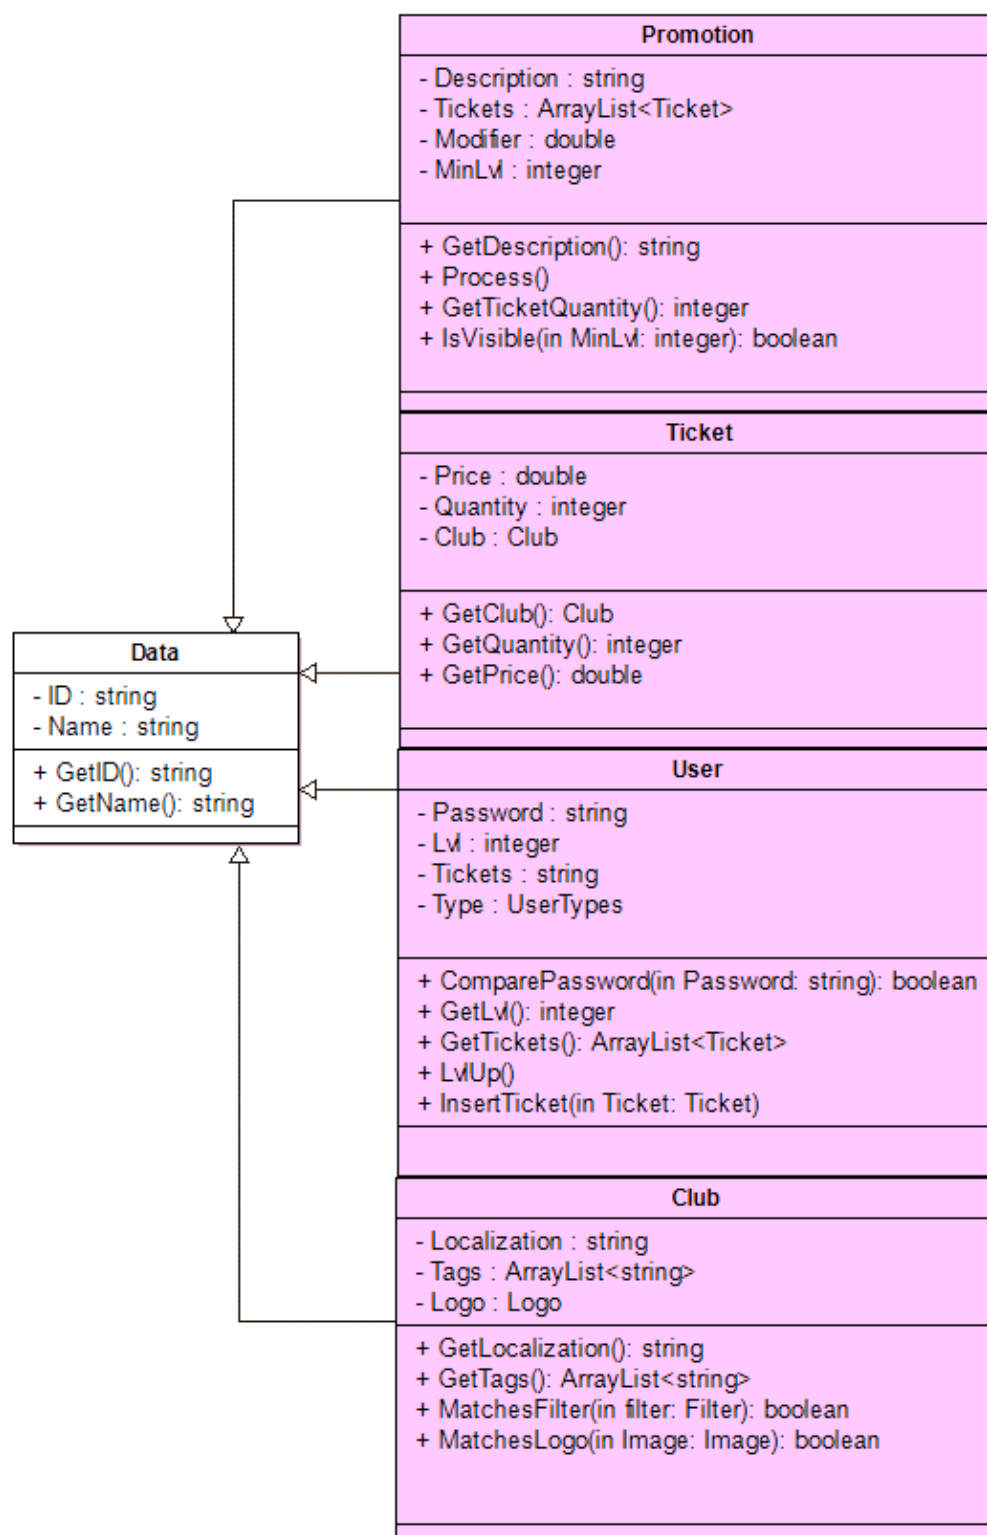 Promotion
- Description : string
- Tickets : ArrayList<Ticket>
- Modifier : double
- MinLvl : integer
+ GetDescription(): string
+ Process()
+ GetTicketQuantity(): integer
+ IsVisible(in MinLvl: integer): boolean
Ticket
- Price : double
- Quantity : integer
- Club : Club
+ GetClub(): Club
+ GetQuantity(): integer
+ GetPrice(): double
Data
- ID : string
- Name : string
+ GetID(): string
+ GetName(): string
User
- Password : string
- Lvl : integer
- Tickets : string
- Type : UserTypes
+ ComparePassword(in Password: string): boolean
+ GetLvl(): integer
+ GetTickets(): ArrayList<Ticket>
+ LvlUp()
+ InsertTicket(in Ticket: Ticket)
Club
- Localization : string
- Tags : ArrayList<string>
- Logo : Logo
+ GetLocalization(): string
+ GetTags(): ArrayList<string>
+ MatchesFilter(in filter: Filter): boolean
+ MatchesLogo(in Image: Image): boolean